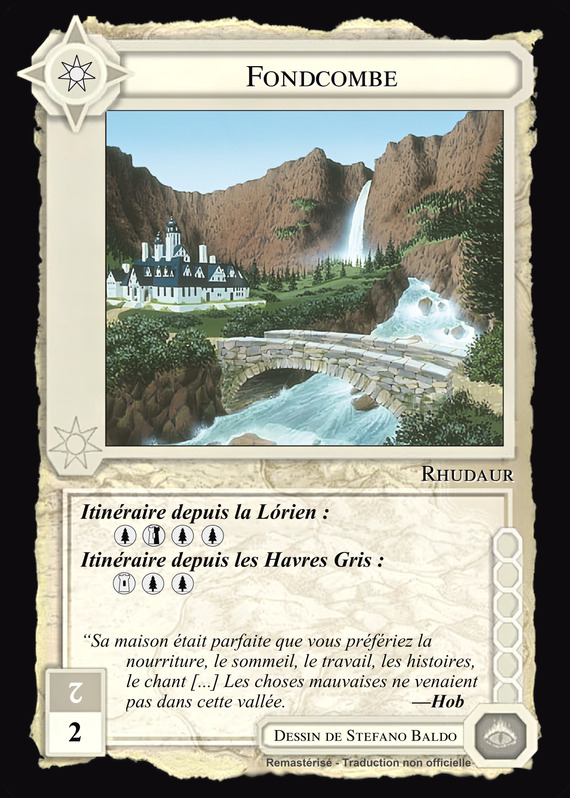 FONDCOMBE
RHUDAUR
Itinéraire depuis la Lórien :
Itinéraire depuis les Havres Gris :
“Sa maison était parfaite que vous préfériez la
nourriture, le sommeil, le travail, les histoires,
le chant [...] Les choses mauvaises ne venaient
pas dans cette vallée. —Hob
2
DESSIN DE STEFANO BALDO
Remastérisé - Traduction non officielle